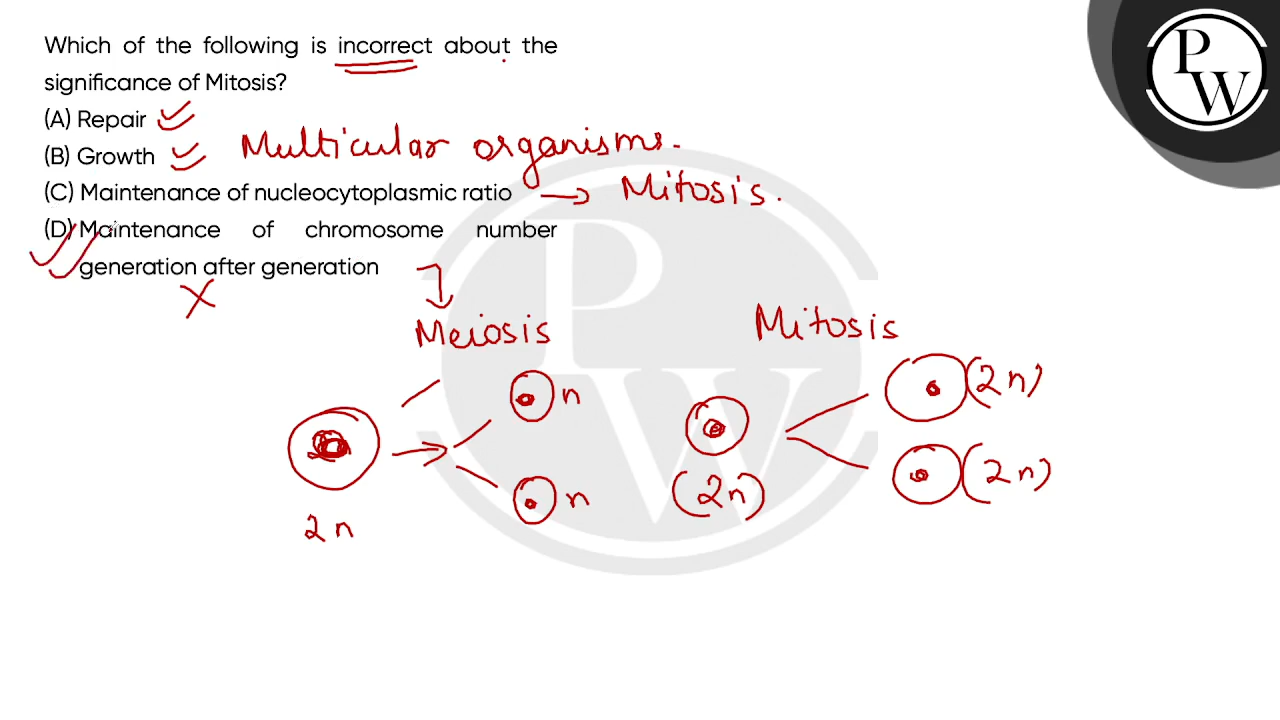 Which of the following is incorrect about the
significance of Mitosis?
(A) Repair
(B) Growth Multicular organisms.
(C) Maintenance of nucleocytoplasmic ratio → Mitosis.
(D) Maintenance of chromosome number
generation after generation
Meiosis Mitosis
n (2n)
n (2n) (2n)
2n
P
W
P
W